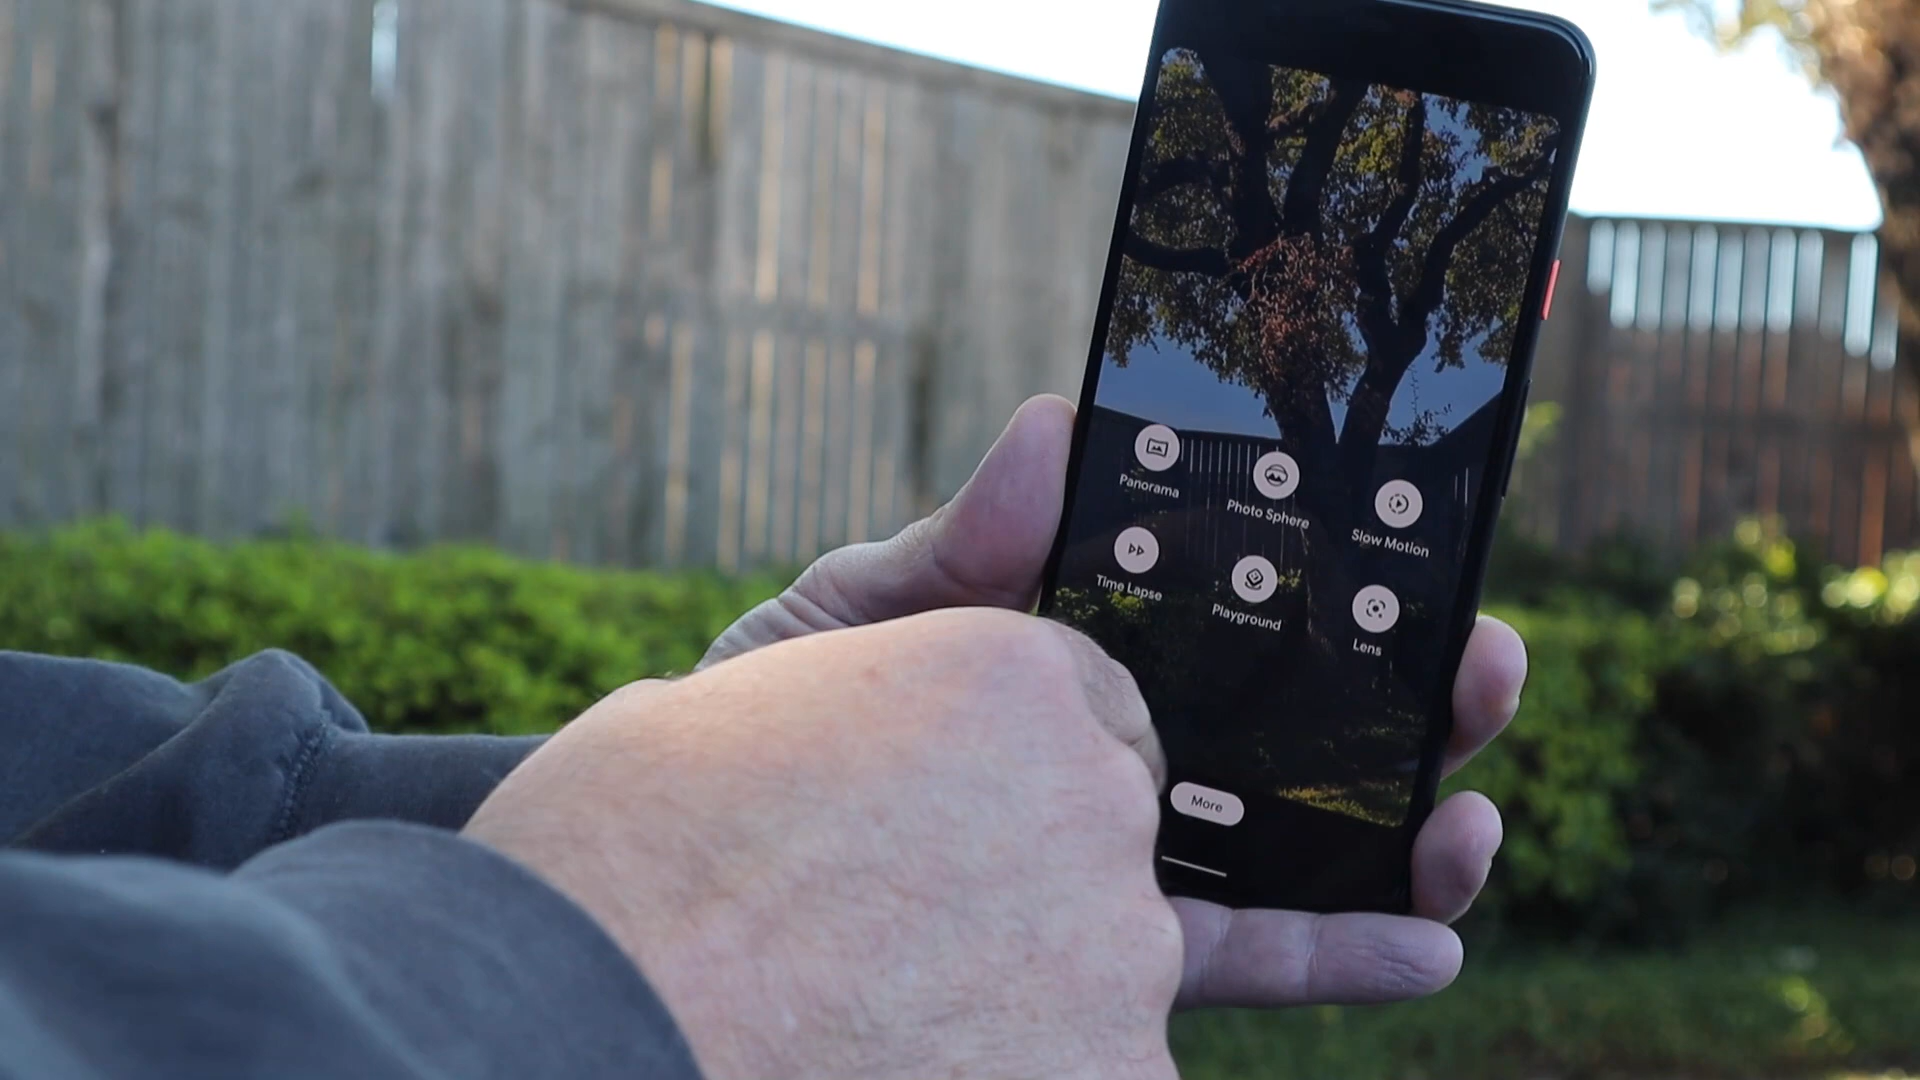 Panorama
Photo Sphere
Slow Motion
Time Lapse
Playground
Lens
More